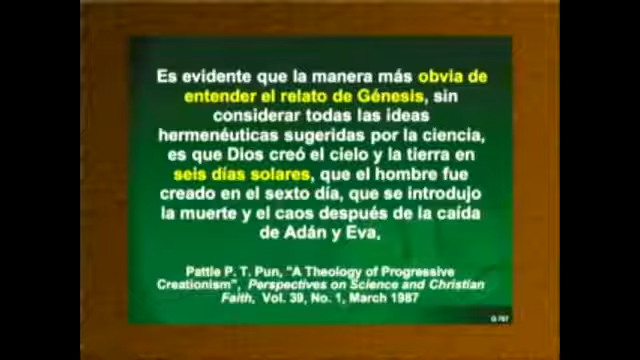 Es evidente que la manera más obvia de
entender el relato de Génesis, sin
considerar todas las ideas
hermenéuticas sugeridas por la ciencia,
es que Dios creó el cielo y la tierra en
seis días solares, que el hombre fue
creado en el sexto día, que se introdujo
la muerte y el caos después de la caída
de Adán y Eva,
Pattle P. T. Pun, "A Theology of Progressive
Creationism", Perspectives on Science and Christian
Faith, Vol. 39, No. 1, March 1987